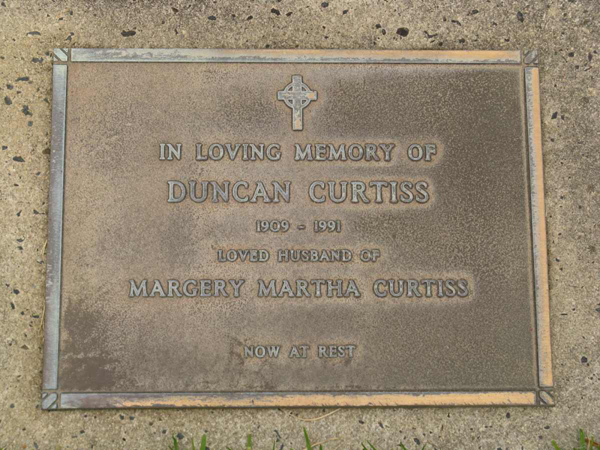 IN LOVING MEMORY OF
DUNCAN CURTISS
1909 - 1991
LOVED HUSBAND OF
MARGERY MARTHA CURTISS
NOW AT REST